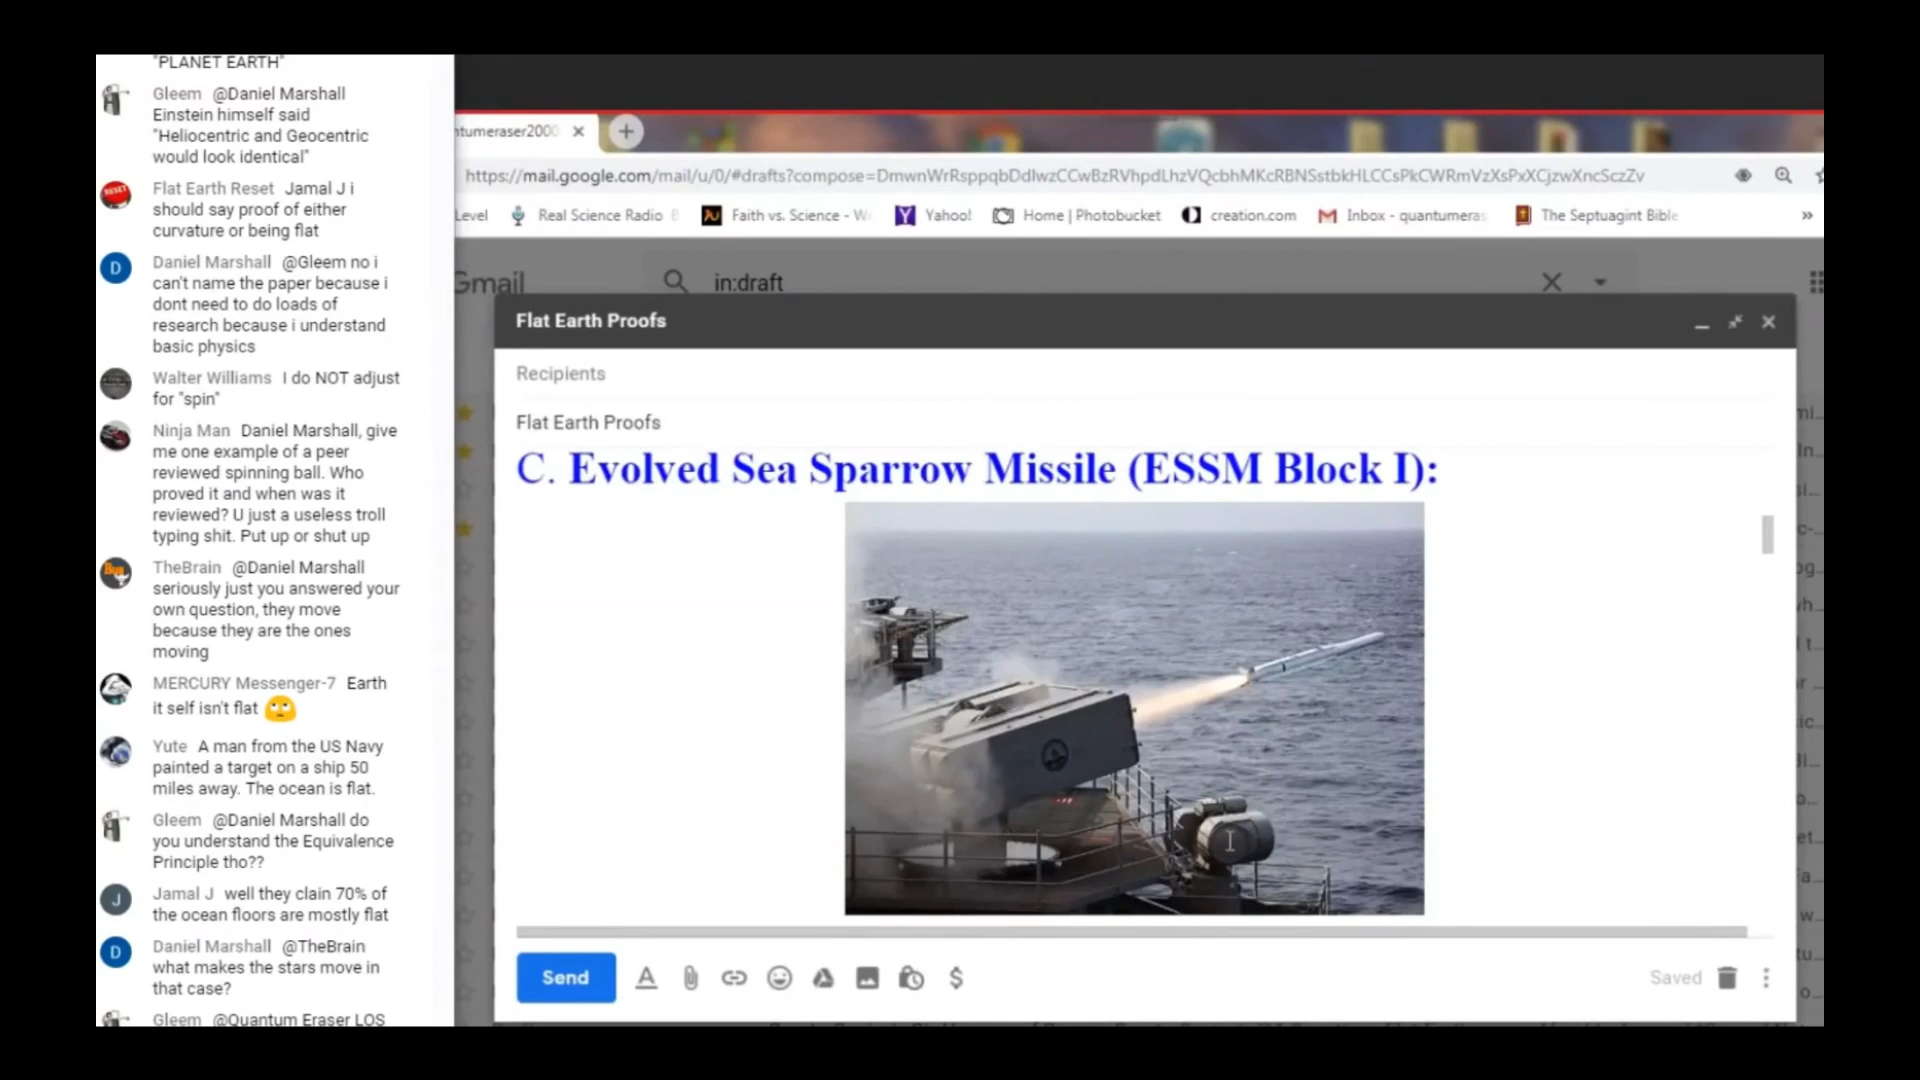 "PLANET EARTH"
Gleem @Daniel Marshall
Einstein himself said
"Heliocentric and Geocentric
would look identical"
Flat Earth Reset Jamal J i
should say proof of either
curvature or being flat
D
Daniel Marshall @Gleem no i
can't name the paper because i
dont need to do loads of
research because i understand
basic physics
Walter Williams I do NOT adjust
for "spin"
Ninja Man Daniel Marshall, give
me one example of a peer
reviewed spinning ball. Who
proved it and when was it
reviewed? U just a useless troll
typing shit. Put up or shut up
TheBrain @Daniel Marshall
seriously just you answered your
own question, they move
because they are the ones
moving
MERCURY Messenger-7 Earth
it self isn't flat
Yute A man from the US Navy
painted a target on a ship 50
miles away. The ocean is flat.
Gleem @Daniel Marshall do
you understand the Equivalence
Principle tho??
J
Jamal J well they clain 70% of
the ocean floors are mostly flat
D
Daniel Marshall @TheBrain
what makes the stars move in
that case?
Gleem @Quantum Eraser LOS
ntumeraser2000
https://mail.google.com/mail/u/0/#drafts?compose=
Level Real Science Radio Faith vs. Science - W Yahoo! Home | Photobucket creation.com Inbox - quantumeras The Septuagint Bible »
Gmail in:draft
Flat Earth Proofs
Recipients
Flat Earth Proofs
C. Evolved Sea Sparrow Missile (ESSM Block I):
Send Saved